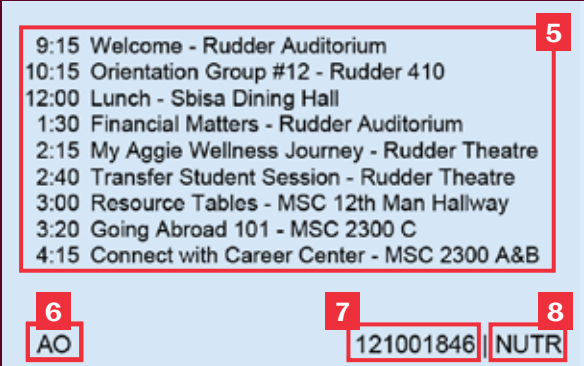 5
9:15 Welcome - Rudder Auditorium
10:15 Orientation Group #12 - Rudder 410
12:00 Lunch - Sbisa Dining Hall
1:30 Financial Matters - Rudder Auditorium
2:15 My Aggie Wellness Journey - Rudder Theatre
2:40 Transfer Student Session - Rudder Theatre
3:00 Resource Tables - MSC 12th Man Hallway
3:20 Going Abroad 101 - MSC 2300 C
4:15 Connect with Career Center - MSC 2300 A&B
6 7 8
AO 121001846 | NUTR